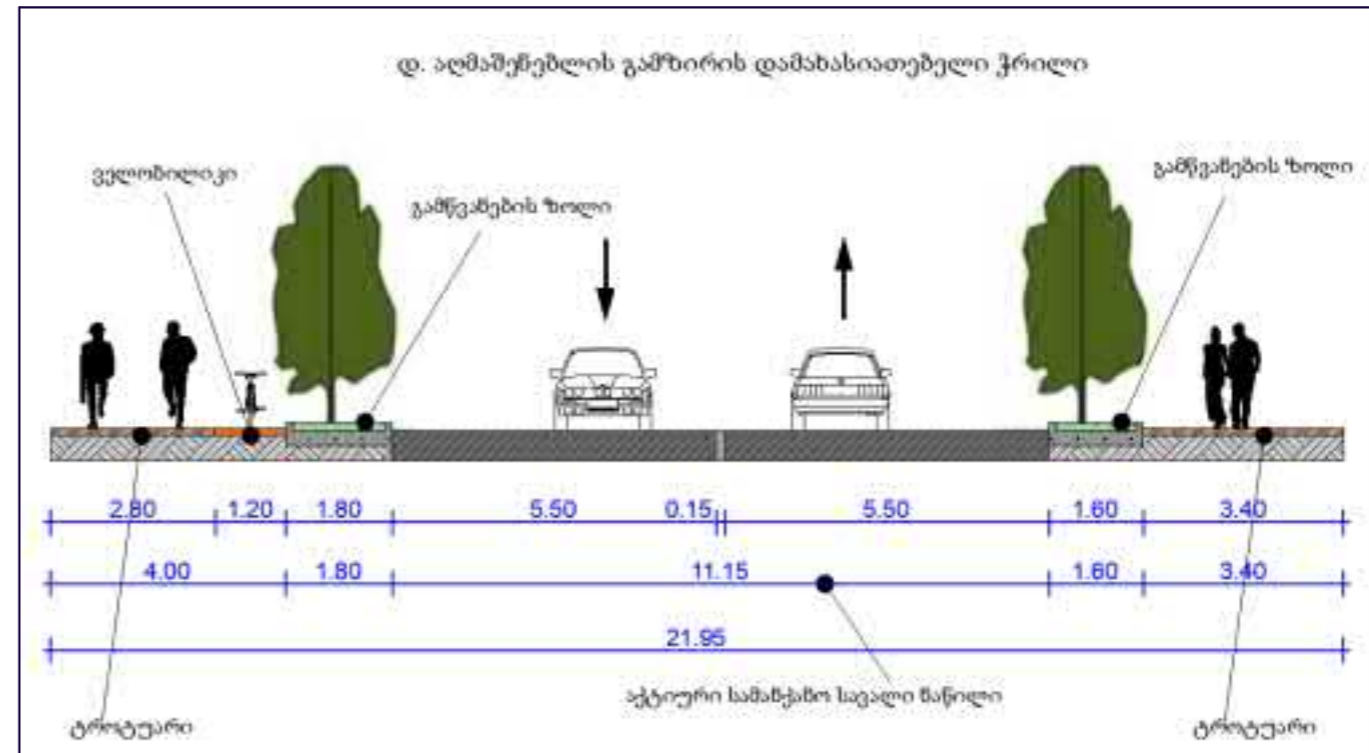 დ. აღმაშენებლის გამზირის დამახასიათებელი ჭრილი
ველობილიკი
გამწვანების ზოლი
გამწვანების ზოლი
2.80 1.20 1.80 5.50 0.15 5.50 1.60 3.40
4.00 1.80 11.15 1.60 3.40
21.95
აქტიური სამანქანო სავალი ნაწილი
ტროტუარი
ტროტუარი